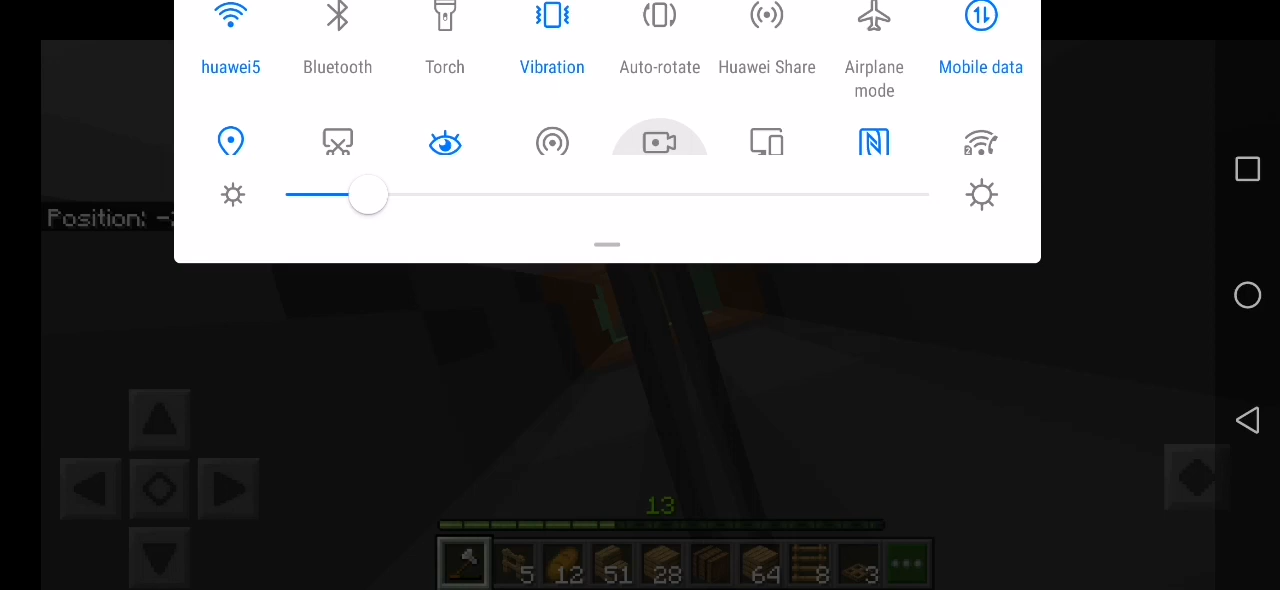 huawei5 Bluetooth Torch Vibration Auto-rotate Huawei Share Airplane mode Mobile data
2
Position: -
13
5 12 51 28 64 8 3